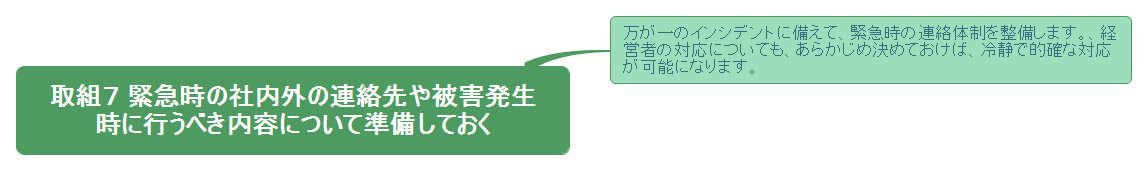 取組７ 緊急時の社内外の連絡先や被害発生
時に行うべき内容について準備しておく
万が一のインシデントに備えて、緊急時の連絡体制を整備します。、経
営者の対応についても、あらかじめ決めておけば、冷静で的確な対応
が可能になります。